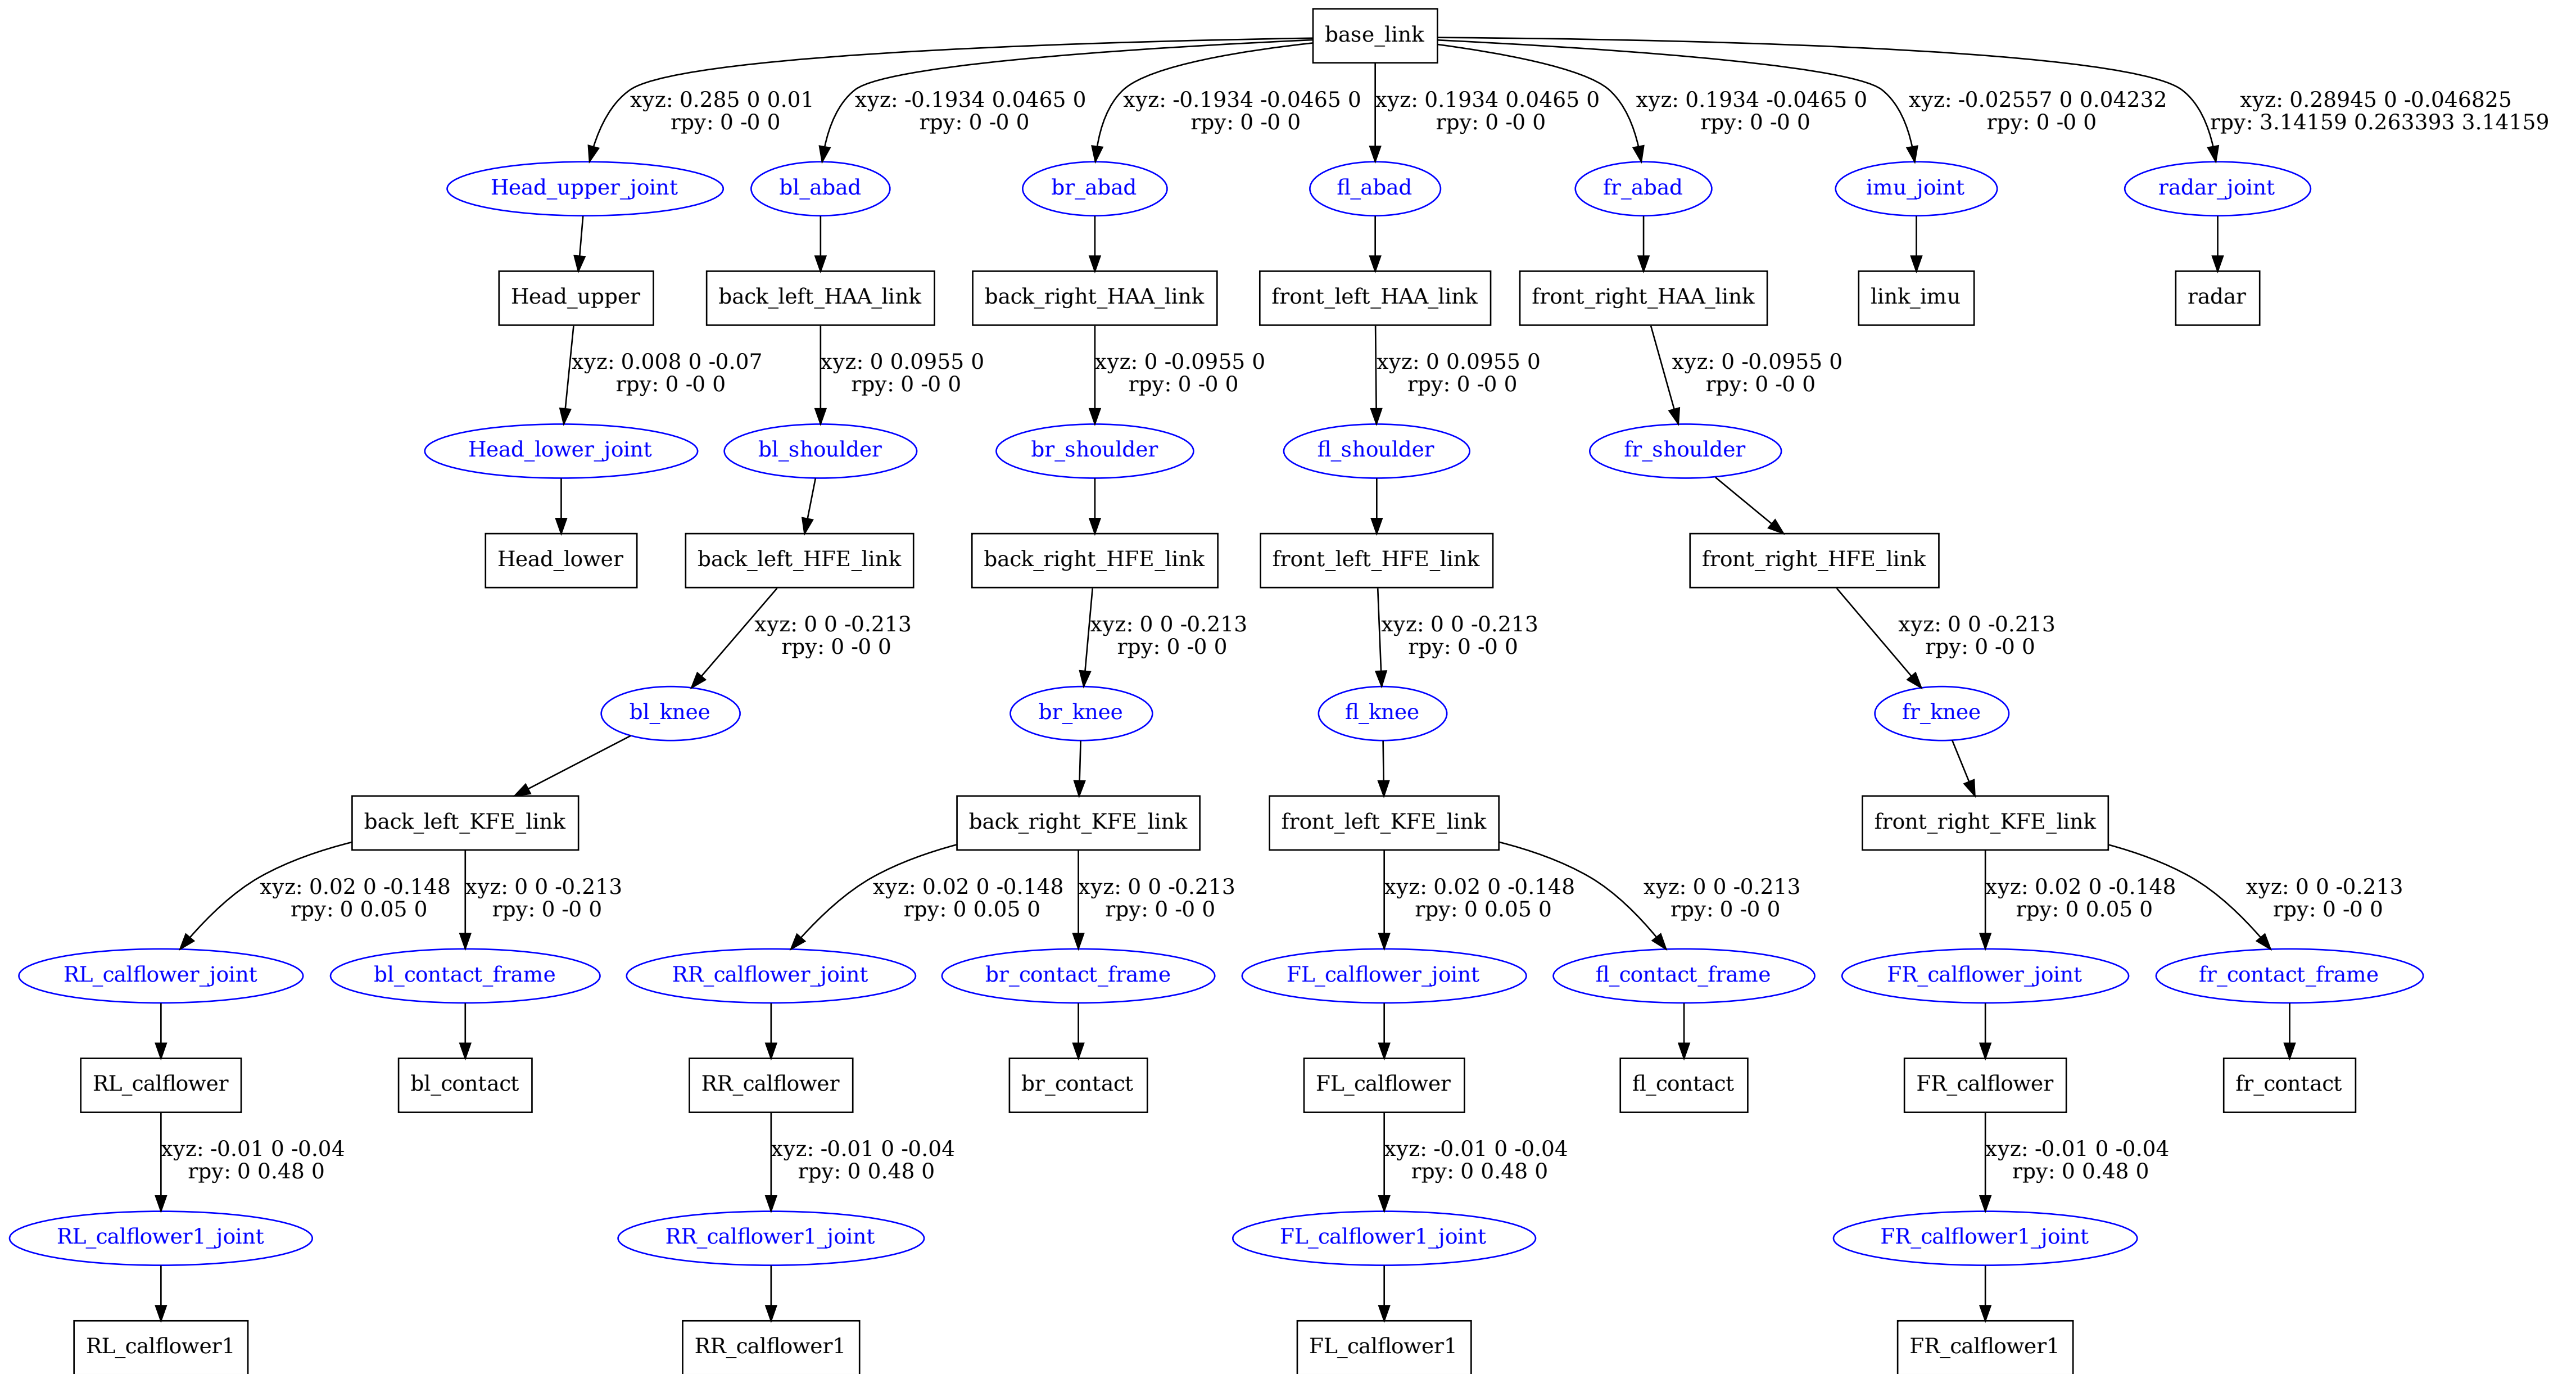 base_link
xyz: 0.285 0 0.01
rpy: 0 -0 0
xyz: -0.1934 0.0465 0
rpy: 0 -0 0
xyz: -0.1934 -0.0465 0
rpy: 0 -0 0
xyz: 0.1934 0.0465 0
rpy: 0 -0 0
xyz: 0.1934 -0.0465 0
rpy: 0 -0 0
xyz: -0.02557 0 0.04232
rpy: 0 -0 0
xyz: 0.28945 0 -0.046825
rpy: 3.14159 0.263393 3.14159
Head_upper_joint
bl_abad
br_abad
fl_abad
fr_abad
imu_joint
radar_joint
Head_upper
back_left_HAA_link
back_right_HAA_link
front_left_HAA_link
front_right_HAA_link
link_imu
radar
xyz: 0.008 0 -0.07
rpy: 0 -0 0
xyz: 0 0.0955 0
rpy: 0 -0 0
xyz: 0 -0.0955 0
rpy: 0 -0 0
xyz: 0 0.0955 0
rpy: 0 -0 0
xyz: 0 -0.0955 0
rpy: 0 -0 0
Head_lower_joint
bl_shoulder
br_shoulder
fl_shoulder
fr_shoulder
Head_lower
back_left_HFE_link
back_right_HFE_link
front_left_HFE_link
front_right_HFE_link
xyz: 0 0 -0.213
rpy: 0 -0 0
xyz: 0 0 -0.213
rpy: 0 -0 0
xyz: 0 0 -0.213
rpy: 0 -0 0
xyz: 0 0 -0.213
rpy: 0 -0 0
bl_knee
br_knee
fl_knee
fr_knee
back_left_KFE_link
back_right_KFE_link
front_left_KFE_link
front_right_KFE_link
xyz: 0.02 0 -0.148
rpy: 0 0.05 0
xyz: 0 0 -0.213
rpy: 0 -0 0
xyz: 0.02 0 -0.148
rpy: 0 0.05 0
xyz: 0 0 -0.213
rpy: 0 -0 0
xyz: 0.02 0 -0.148
rpy: 0 0.05 0
xyz: 0 0 -0.213
rpy: 0 -0 0
xyz: 0.02 0 -0.148
rpy: 0 0.05 0
xyz: 0 0 -0.213
rpy: 0 -0 0
RL_calflower_joint
bl_contact_frame
RR_calflower_joint
br_contact_frame
FL_calflower_joint
fl_contact_frame
FR_calflower_joint
fr_contact_frame
RL_calflower
bl_contact
RR_calflower
br_contact
FL_calflower
fl_contact
FR_calflower
fr_contact
xyz: -0.01 0 -0.04
rpy: 0 0.48 0
xyz: -0.01 0 -0.04
rpy: 0 0.48 0
xyz: -0.01 0 -0.04
rpy: 0 0.48 0
xyz: -0.01 0 -0.04
rpy: 0 0.48 0
RL_calflower1_joint
RR_calflower1_joint
FL_calflower1_joint
FR_calflower1_joint
RL_calflower1
RR_calflower1
FL_calflower1
FR_calflower1